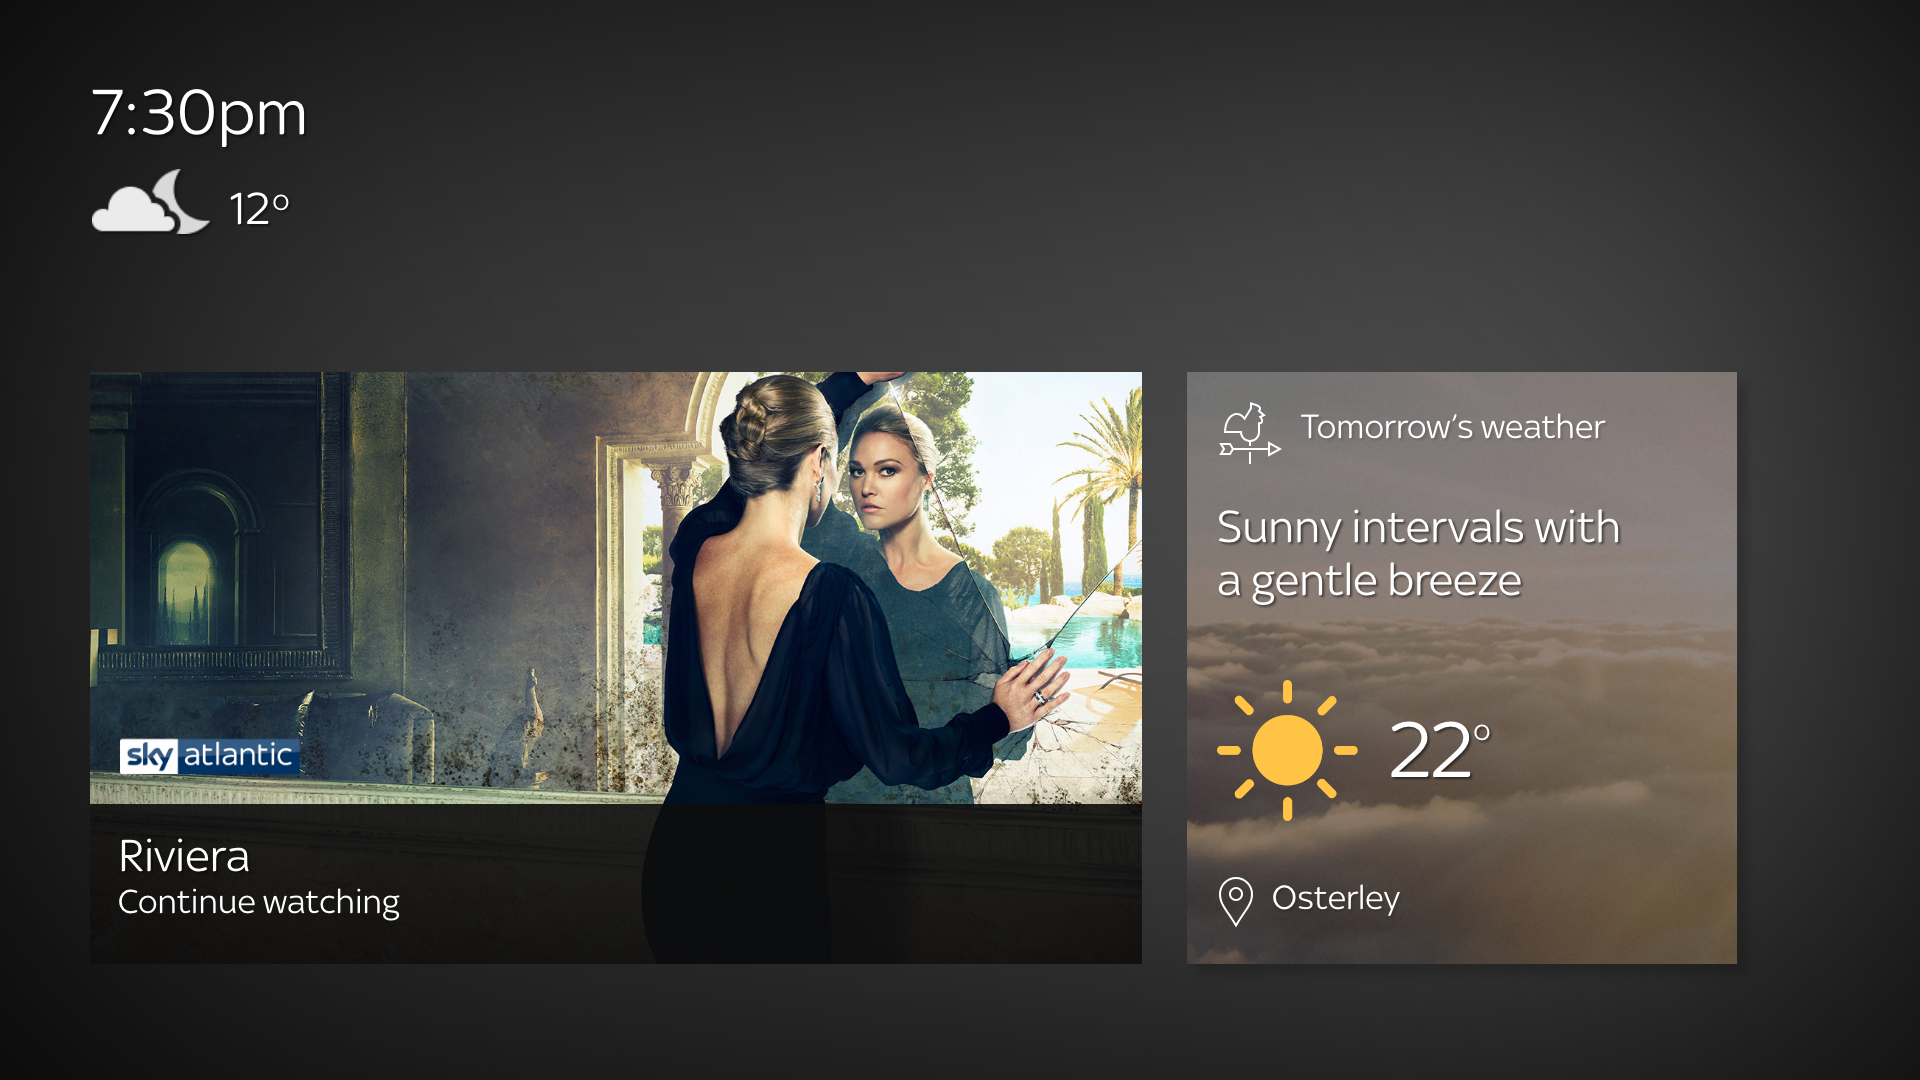 7:30pm
12°
sky atlantic
Riviera
Continue watching
Tomorrow's weather
Sunny intervals with
a gentle breeze
22°
Osterley